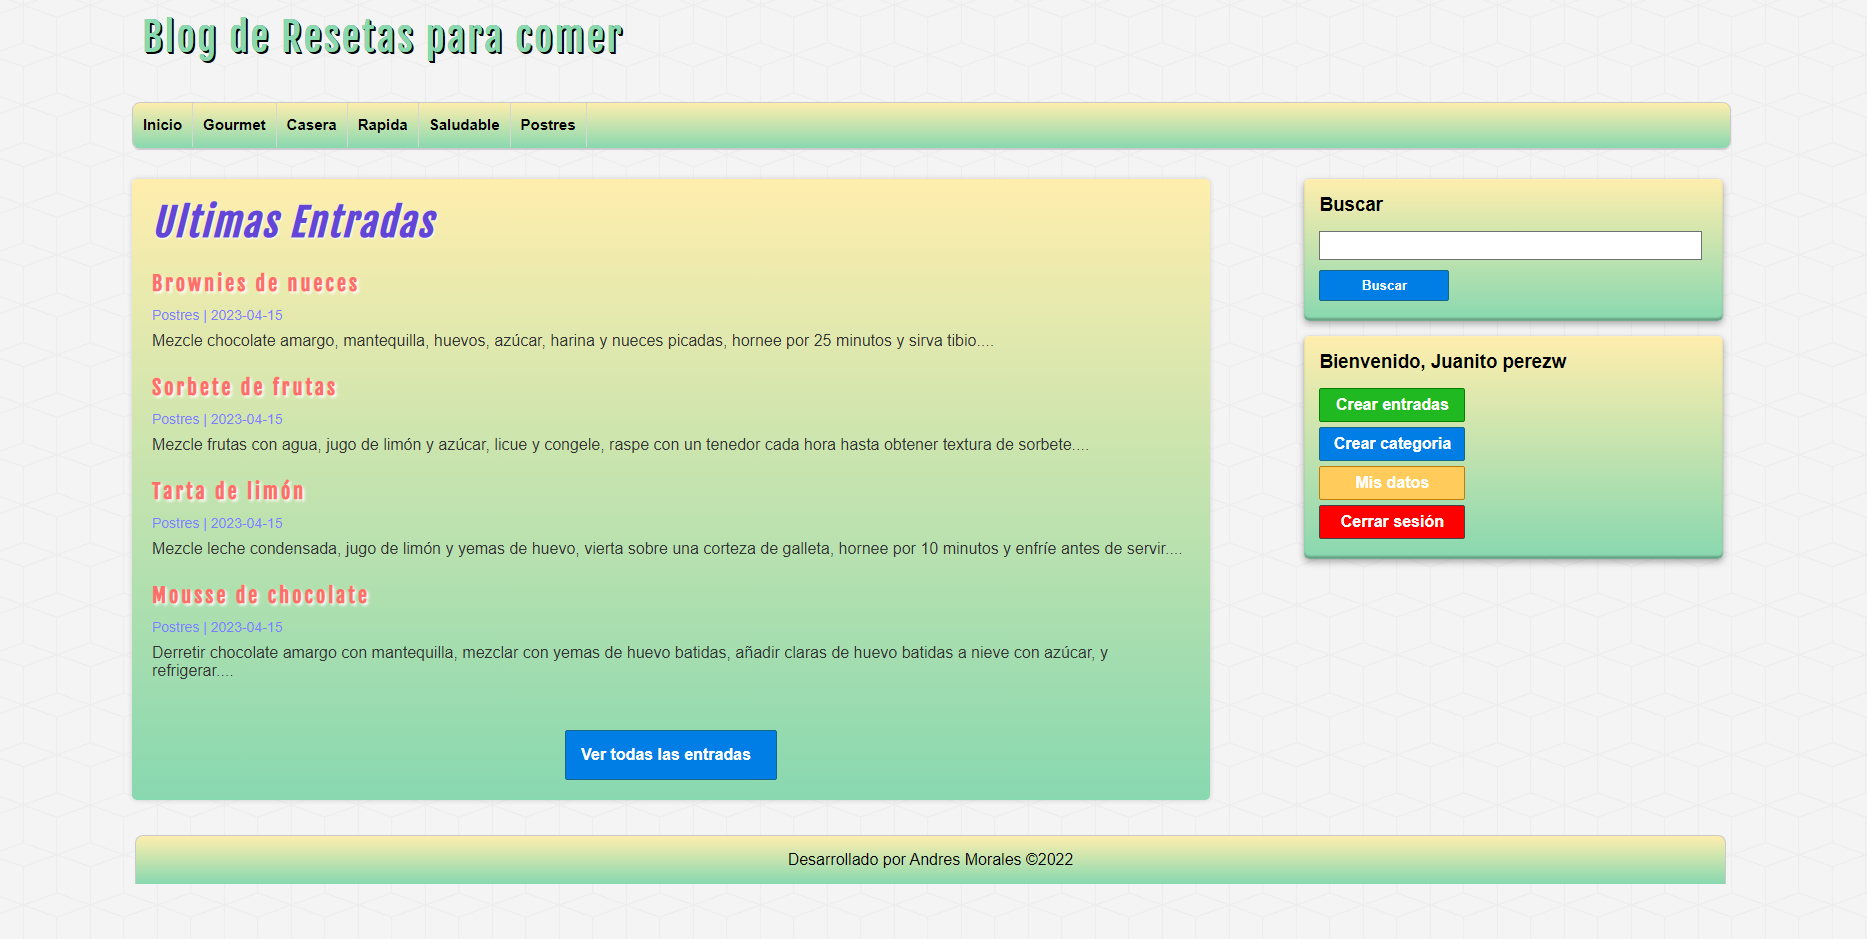 Blog de Resetas para comer
Inicio Gourmet Casera Rapida Saludable Postres
Ultimas Entradas
Brownies de nueces
Postres | 2023-04-15
Mezcle chocolate amargo, mantequilla, huevos, azúcar, harina y nueces picadas, hornee por 25 minutos y sirva tibio....
Sorbete de frutas
Postres | 2023-04-15
Mezcle frutas con agua, jugo de limón y azúcar, licue y congele, raspe con un tenedor cada hora hasta obtener textura de sorbete....
Tarta de limón
Postres | 2023-04-15
Mezcle leche condensada, jugo de limón y yemas de huevo, vierta sobre una corteza de galleta, hornee por 10 minutos y enfríe antes de servir....
Mousse de chocolate
Postres | 2023-04-15
Derretir chocolate amargo con mantequilla, mezclar con yemas de huevo batidas, añadir claras de huevo batidas a nieve con azúcar, y
refrigerar....
Ver todas las entradas
Buscar
Buscar
Bienvenido, Juanito perezw
Crear entradas
Crear categoria
Mis datos
Cerrar sesión
Desarrollado por Andres Morales ©2022